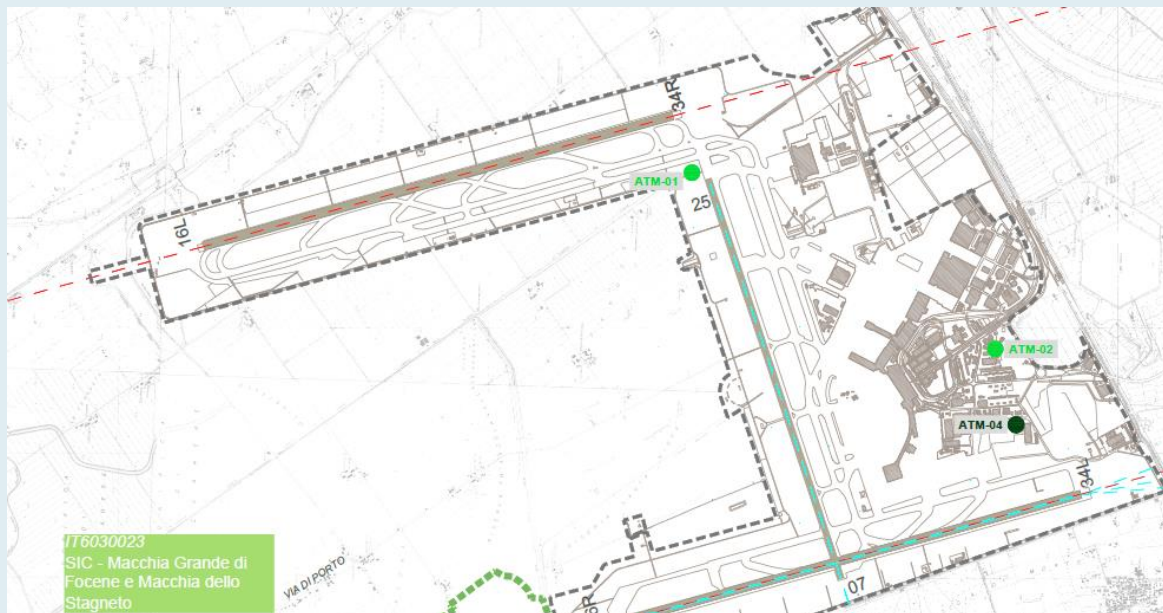 34R
ATM-01
25
16L
ATM-02
ATM-04
34L
IT6030023
SIC - Macchia Grande di
Focene e Macchia dello
Stagneto
VIA DI PORTO
07